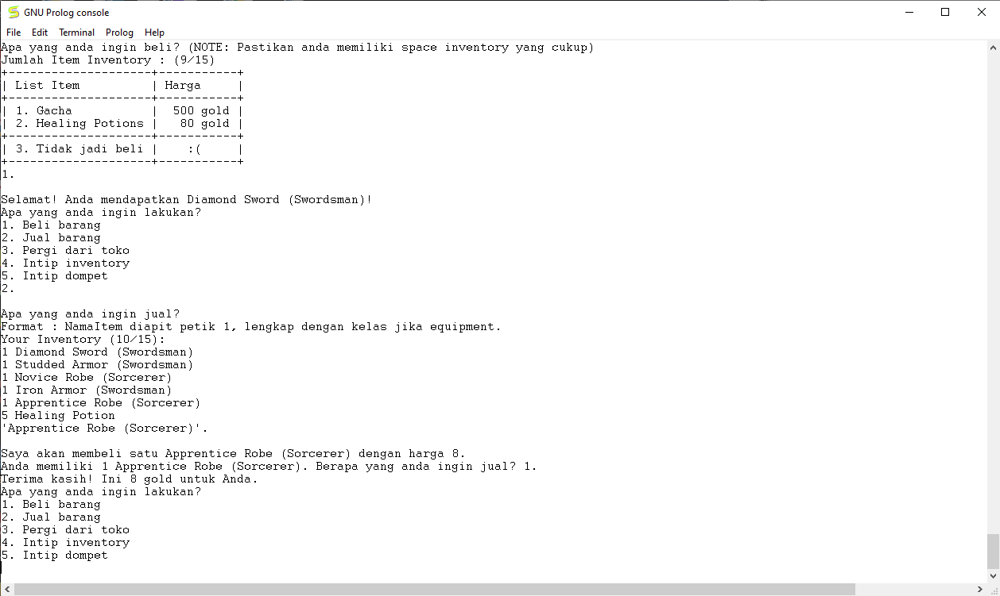 GNU Prolog console
File Edit Terminal Prolog Help
Apa yang anda ingin beli? (NOTE: Pastikan anda memiliki space inventory yang cukup)
Jumlah Item Inventory : (9/15)
+--------------------+-----------+
| List Item          | Harga     |
+--------------------+-----------+
| 1. Gacha           |  500 gold |
| 2. Healing Potions |   80 gold |
+--------------------+-----------+
| 3. Tidak jadi beli |    :(     |
+--------------------+-----------+
1.
Selamat! Anda mendapatkan Diamond Sword (Swordsman)!
Apa yang anda ingin lakukan?
1. Beli barang
2. Jual barang
3. Pergi dari toko
4. Intip inventory
5. Intip dompet
2.
Apa yang anda ingin jual?
Format : NamaItem diapit petik 1, lengkap dengan kelas jika equipment.
Your Inventory (10/15):
1 Diamond Sword (Swordsman)
1 Studded Armor (Swordsman)
1 Novice Robe (Sorcerer)
1 Iron Armor (Swordsman)
1 Apprentice Robe (Sorcerer)
5 Healing Potion
'Apprentice Robe (Sorcerer)'.
Saya akan membeli satu Apprentice Robe (Sorcerer) dengan harga 8.
Anda memiliki 1 Apprentice Robe (Sorcerer). Berapa yang anda ingin jual? 1.
Terima kasih! Ini 8 gold untuk Anda.
Apa yang anda ingin lakukan?
1. Beli barang
2. Jual barang
3. Pergi dari toko
4. Intip inventory
5. Intip dompet